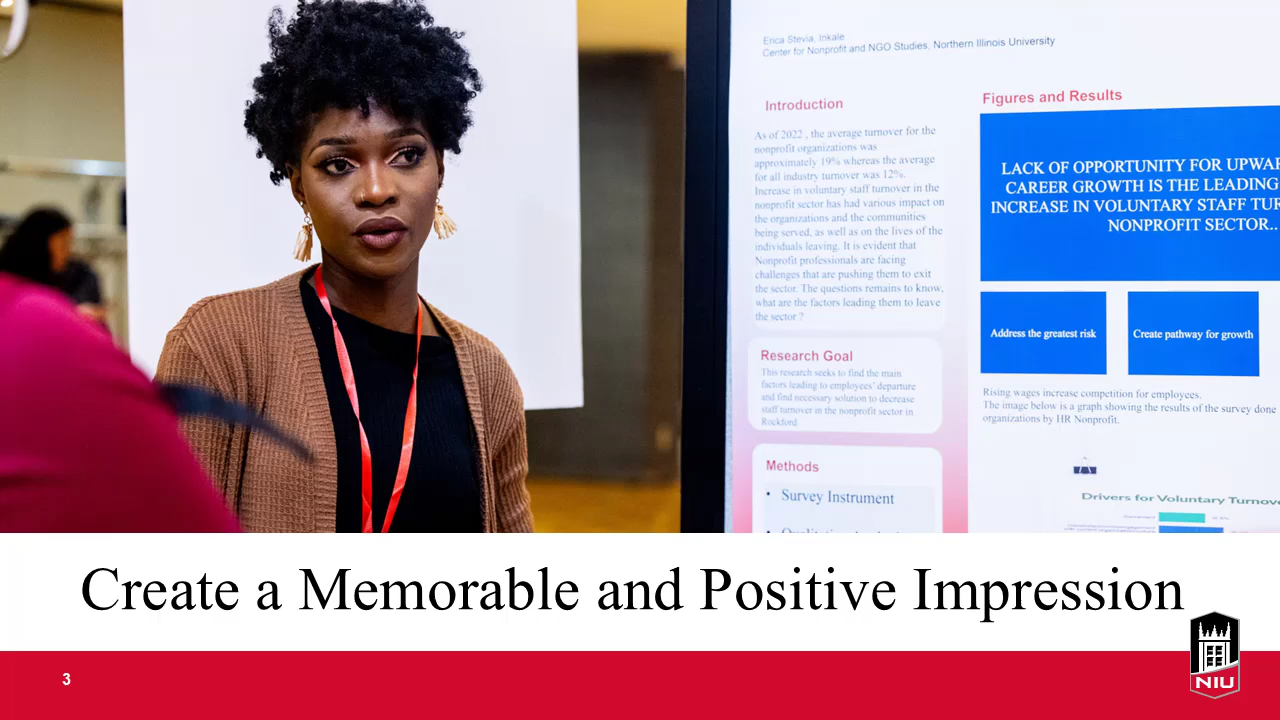 Erica Stevia, Inkale
Center for Nonprofit and NGO Studies, Northern Illinois University
Introduction
As of 2022 , the average turnover for the
nonprofit organizations was
approximately 19% whereas the average
for all industry turnover was 12%.
Increase in voluntary staff turnover in the
nonprofit sector has had various impact on
the organizations and the communities
being served, as well as on the lives of the
individuals leaving. It is evident that
Nonprofit professionals are facing
challenges that are pushing them to exit
the sector. The questions remains to know,
what are the factors leading them to leave
the sector ?
Research Goal
This research seeks to find the main
factors leading to employees' departure
and find necessary solution to decrease
staff turnover in the nonprofit sector in
Rockford
Methods
• Survey Instrument
Figures and Results
LACK OF OPPORTUNITY FOR UPWAR
CAREER GROWTH IS THE LEADING
INCREASE IN VOLUNTARY STAFF TUR
NONPROFIT SECTOR..
Address the greatest risk
Create pathway for growth
Rising wages increase competition for employees.
The image below is a graph showing the results of the survey done
organizations by HR Nonprofit.
Drivers for Voluntary Turnove
Create a Memorable and Positive Impression
3
NIU